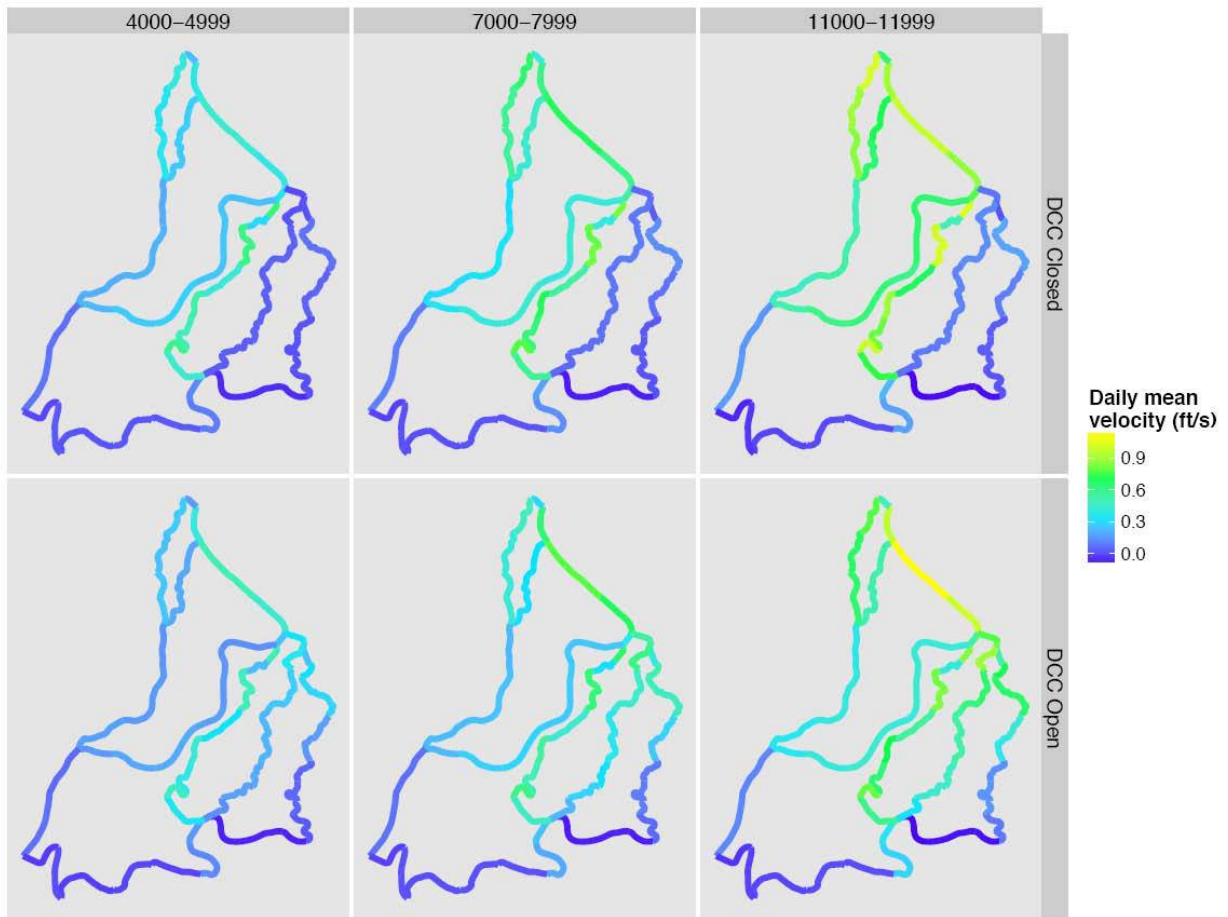 4000–4999
7000–7999
11000–11999
DCC Closed
DCC Open
Daily mean
velocity (ft/s)
0.9
0.6
0.3
0.0